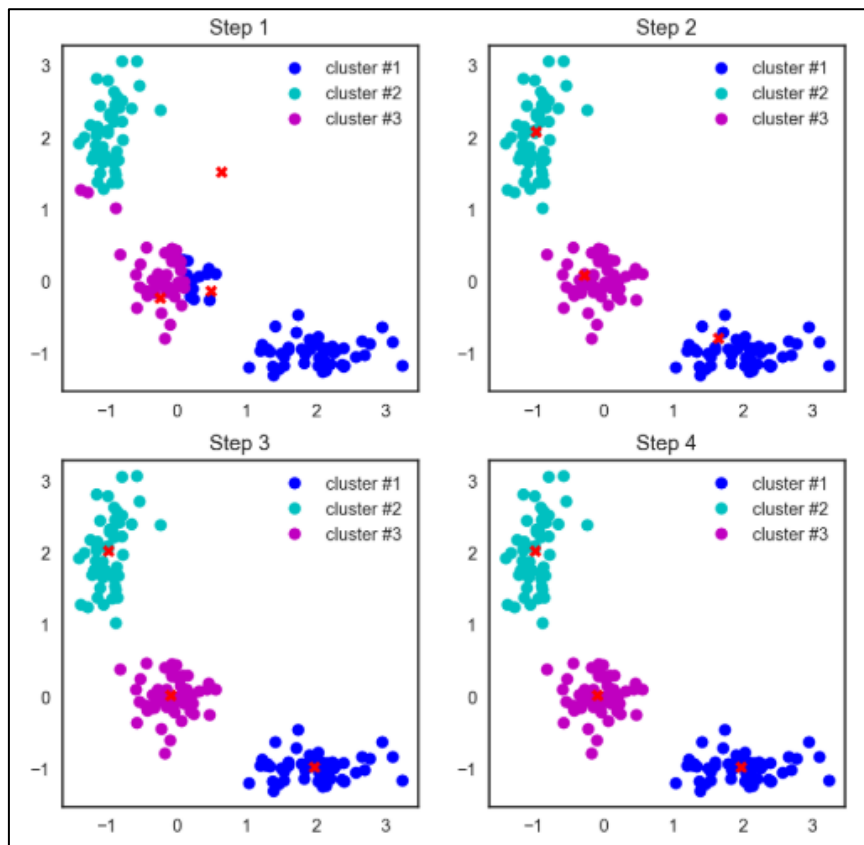 Step 1
cluster #1
cluster #2
cluster #3
3
2
1
0
−1
−1 0 1 2 3
Step 2
cluster #1
cluster #2
cluster #3
3
2
1
0
−1
−1 0 1 2 3
Step 3
cluster #1
cluster #2
cluster #3
3
2
1
0
−1
−1 0 1 2 3
Step 4
cluster #1
cluster #2
cluster #3
3
2
1
0
−1
−1 0 1 2 3